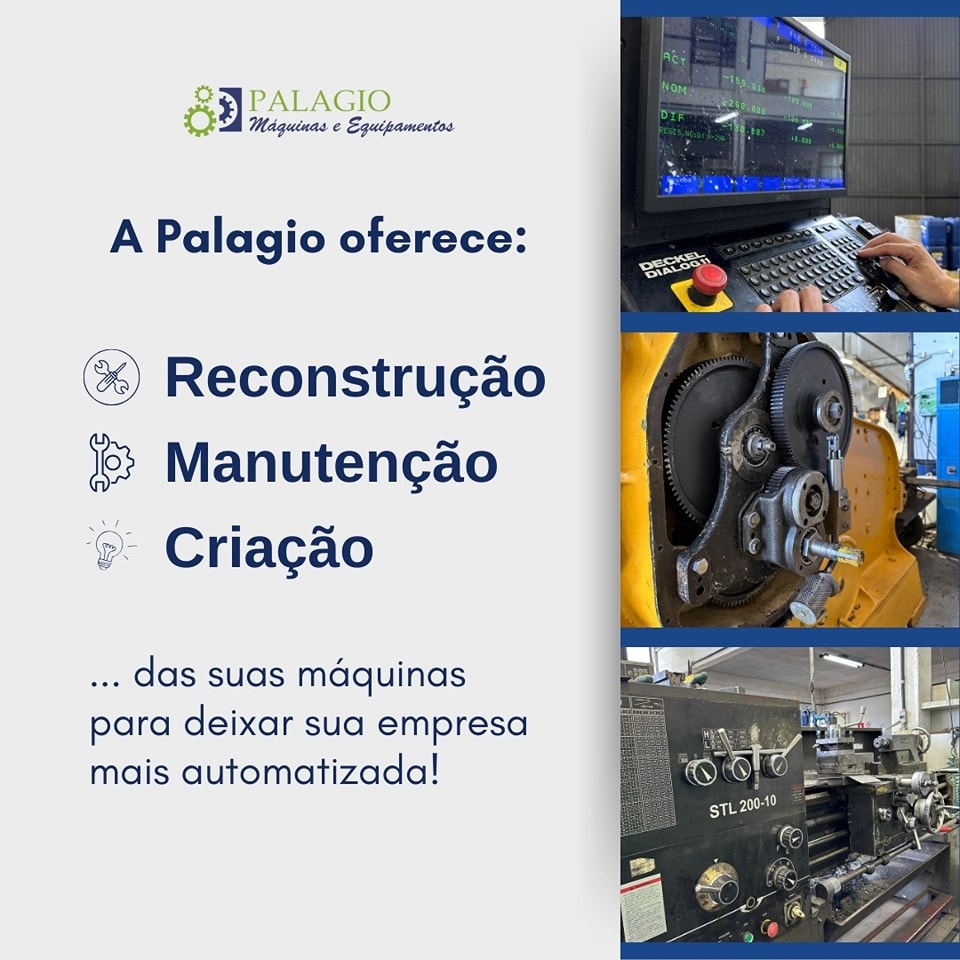 PALAGIO
Máquinas e Equipamentos
A Palagio oferece:
Reconstrução
Manutenção
Criação
... das suas máquinas
para deixar sua empresa
mais automatizada!
ACT
NOM
DIF
DECKEL
DIALOG 11
STL 200-10